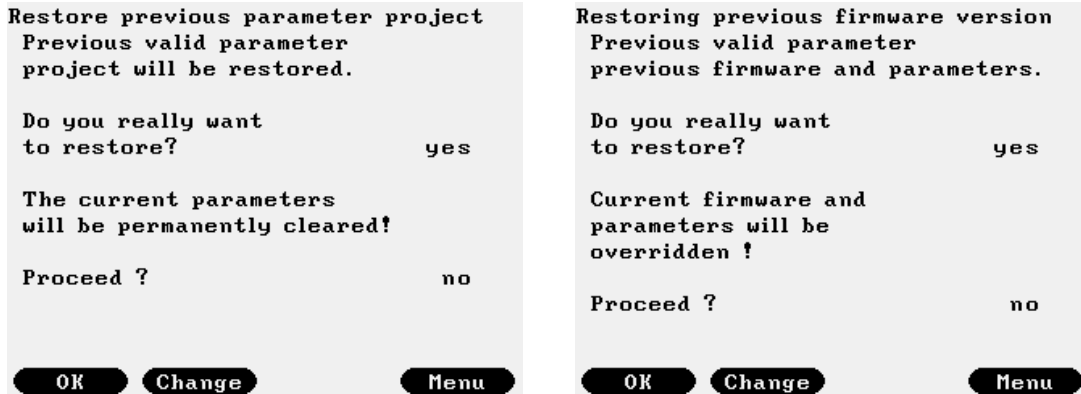 Restore previous parameter project
Previous valid parameter
project will be restored.
Do you really want
to restore? yes
The current parameters
will be permanently cleared!
Proceed ? no
OK Change Menu
Restoring previous firmware version
Previous valid parameter
previous firmware and parameters.
Do you really want
to restore? yes
Current firmware and
parameters will be
overridden !
Proceed ? no
OK Change Menu